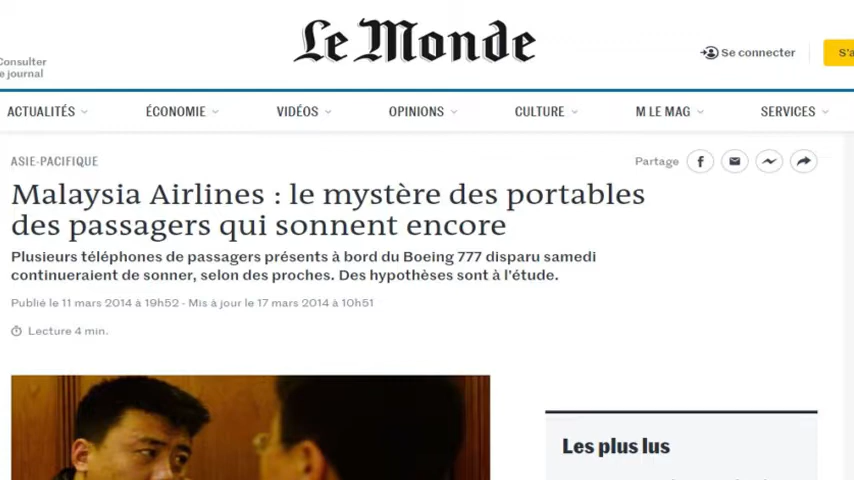 Le Monde
Consulter
e journal
Se connecter
S'a
ACTUALITÉS
ÉCONOMIE
VIDÉOS
OPINIONS
CULTURE
M LE MAG
SERVICES
ASIE-PACIFIQUE
Partage
Malaysia Airlines : le mystère des portables
des passagers qui sonnent encore
Plusieurs téléphones de passagers présents à bord du Boeing 777 disparu samedi
continueraient de sonner, selon des proches. Des hypothèses sont à l'étude.
Publié le 11 mars 2014 à 19h52 - Mis à jour le 17 mars 2014 à 10h51
Lecture 4 min.
Les plus lus